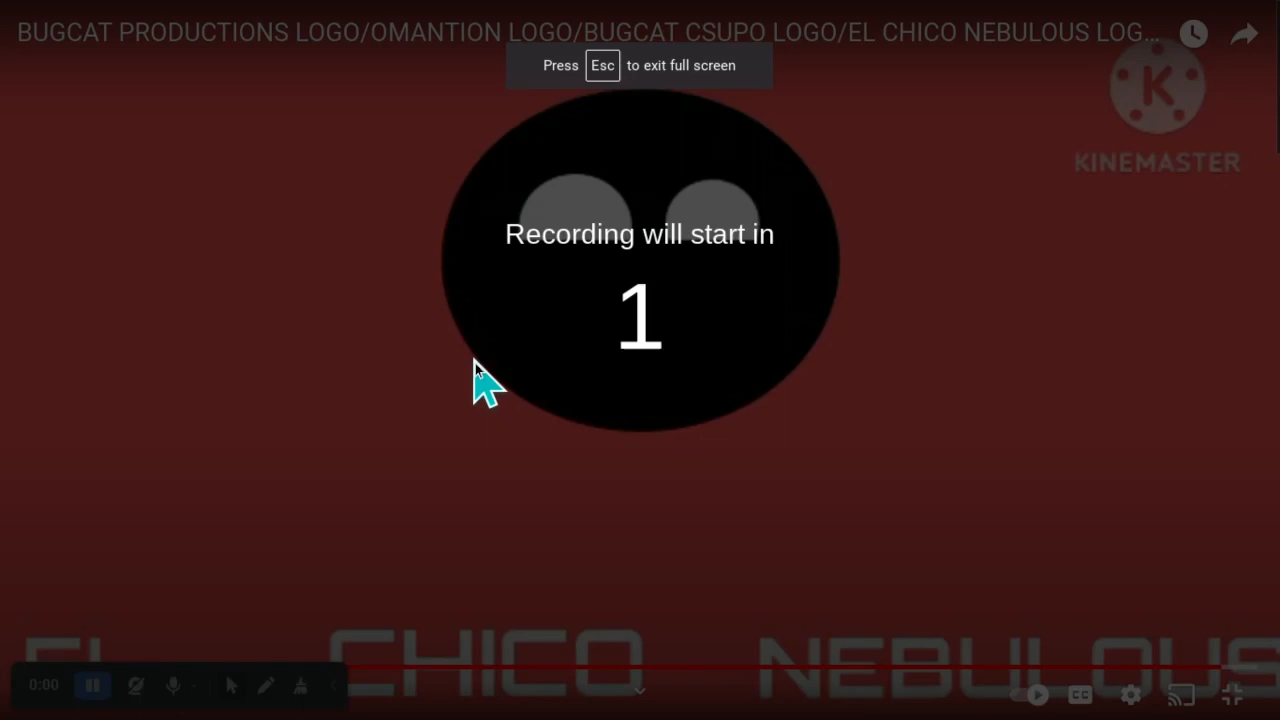 BUGCAT PRODUCTIONS LOGO/OMANTION LOGO/BUGCAT CSUPO LOGO/EL CHICO NEBULOUS LOG...
Press Esc to exit full screen
K
KINEMASTER
Recording will start in
1
EL CHICO NEBULOUS
0:00
CC